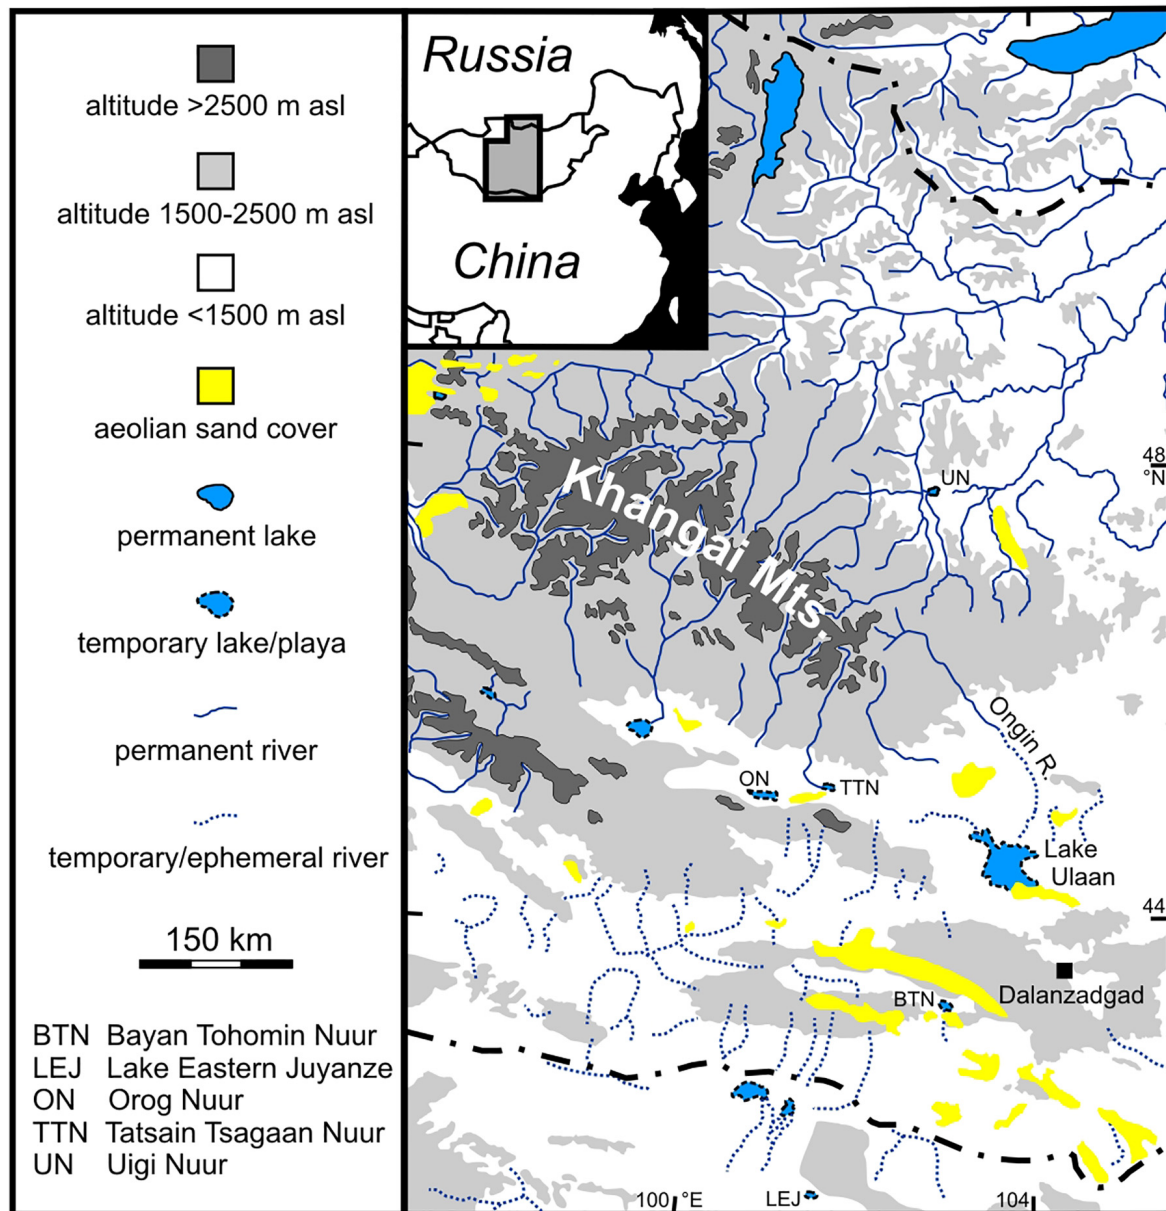 altitude >2500 m asl
altitude 1500-2500 m asl
altitude <1500 m asl
aeolian sand cover
permanent lake
temporary lake/playa
permanent river
temporary/ephemeral river
150 km
BTN Bayan Tohomin Nuur
LEJ Lake Eastern Juyanze
ON Orog Nuur
TTN Tatsain Tsagaan Nuur
UN Uigi Nuur
Russia
China
Khangai Mts.
UN
48
°N
Ongin R.
ON
TTN
Lake
Ulaan
44
Dalanzadgad
BTN
LEJ
100 °E
104